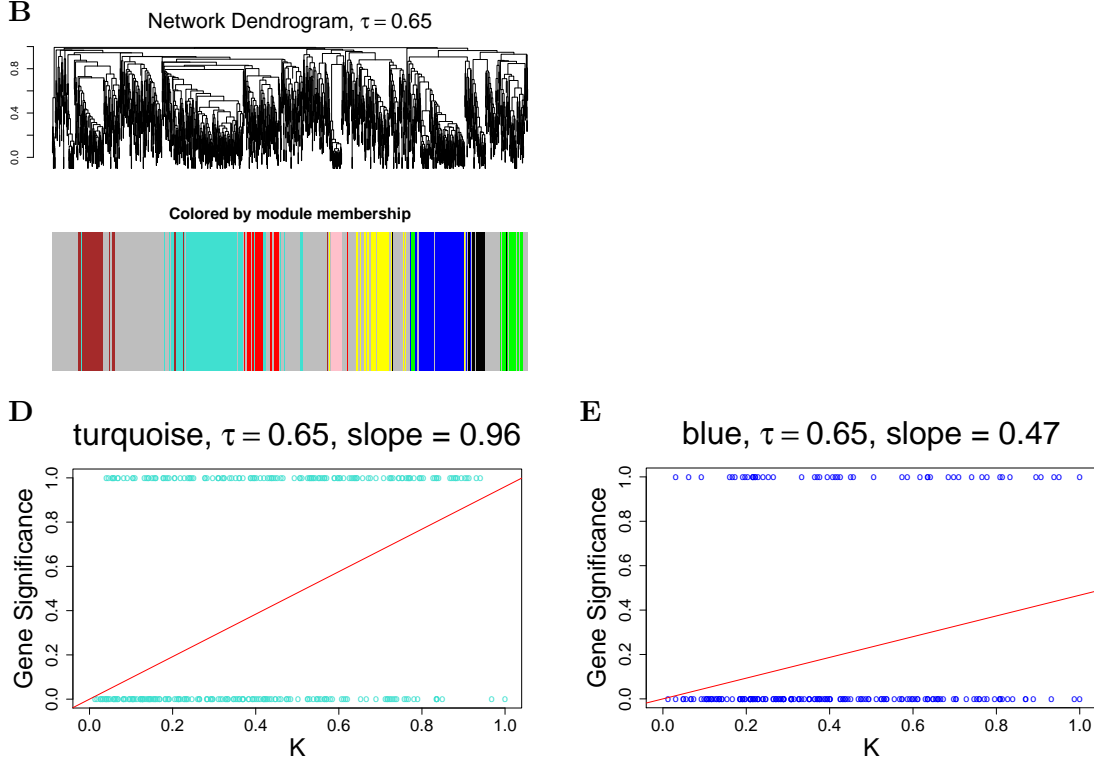 B
Network Dendrogram, τ = 0.65
0.8
0.4
0.0
Colored by module membership
D
turquoise, τ = 0.65, slope = 0.96
Gene Significance
1.0
0.8
0.6
0.4
0.2
0.0
0.0 0.2 0.4 0.6 0.8 1.0
K
E
blue, τ = 0.65, slope = 0.47
Gene Significance
1.0
0.8
0.6
0.4
0.2
0.0
0.0 0.2 0.4 0.6 0.8 1.0
K